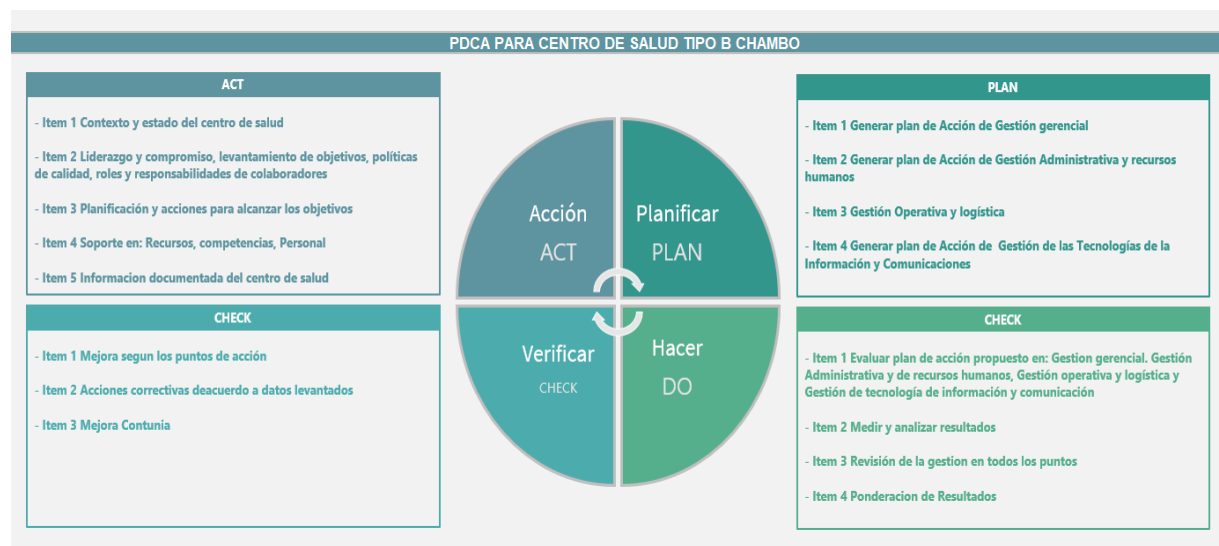 PDCA PARA CENTRO DE SALUD TIPO B CHAMBO
ACT
- Item 1 Contexto y estado del centro de salud
- Item 2 Liderazgo y compromiso, levantamiento de objetivos, políticas
de calidad, roles y responsabilidades de colaboradores
- Item 3 Planificación y acciones para alcanzar los objetivos
- Item 4 Soporte en: Recursos, competencias, Personal
- Item 5 Informacion documentada del centro de salud
CHECK
- Item 1 Mejora segun los puntos de acción
- Item 2 Acciones correctivas deacuerdo a datos levantados
- Item 3 Mejora Contunia
Acción
ACT
Planificar
PLAN
Verificar
CHECK
Hacer
DO
PLAN
- Item 1 Generar plan de Acción de Gestión gerencial
- Item 2 Generar plan de Acción de Gestión Administrativa y recursos
humanos
- Item 3 Gestión Operativa y logística
- Item 4 Generar plan de Acción de  Gestión de las Tecnologías de la
Información y Comunicaciones
CHECK
- Item 1 Evaluar plan de acción propuesto en: Gestion gerencial. Gestión
Administrativa y de recursos humanos, Gestión operativa y logística y
Gestión de tecnología de información y comunicación
- Item 2 Medir y analizar resultados
- Item 3 Revisión de la gestion en todos los puntos
- Item 4 Ponderacion de Resultados